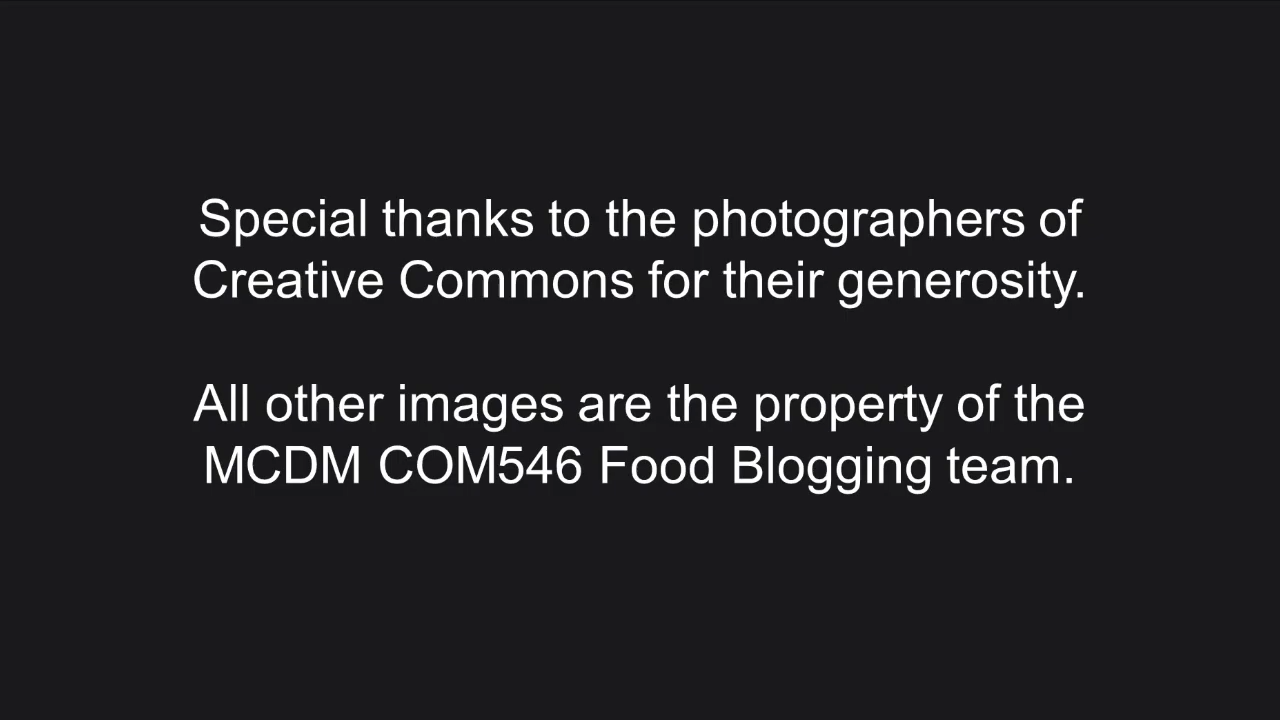 Special thanks to the photographers of
Creative Commons for their generosity.
All other images are the property of the
MCDM COM546 Food Blogging team.